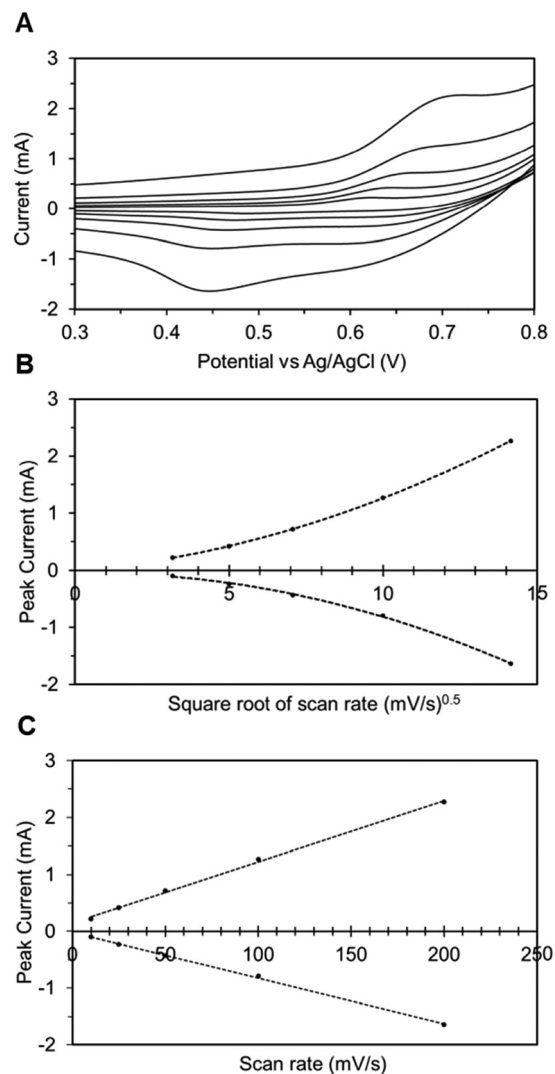 A
3
2
1
0
-1
-2
Current (mA)
0.3 0.4 0.5 0.6 0.7 0.8
Potential vs Ag/AgCl (V)
B
3
2
1
0
-1
-2
Peak Current (mA)
0 5 10 15
Square root of scan rate (mV/s)0.5
C
3
2
1
0
-1
-2
Peak Current (mA)
0 50 100 150 200 250
Scan rate (mV/s)